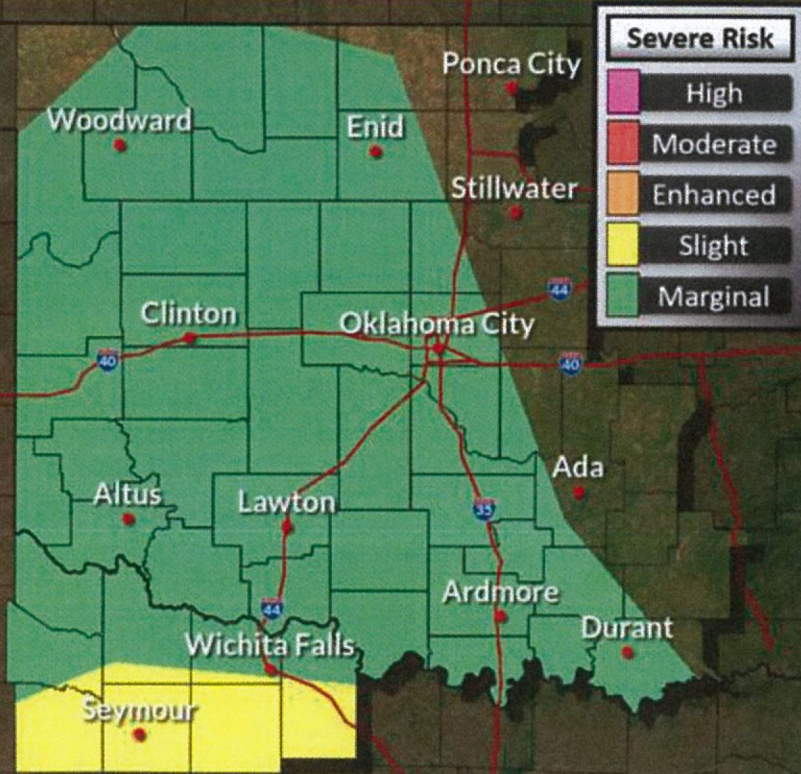 Severe Risk
High
Moderate
Enhanced
Slight
Marginal
Ponca City
Woodward
Enid
Stillwater
44
Clinton
Oklahoma City
40
40
Ada
Altus
Lawton
35
Ardmore
44
Durant
Wichita Falls
Seymour